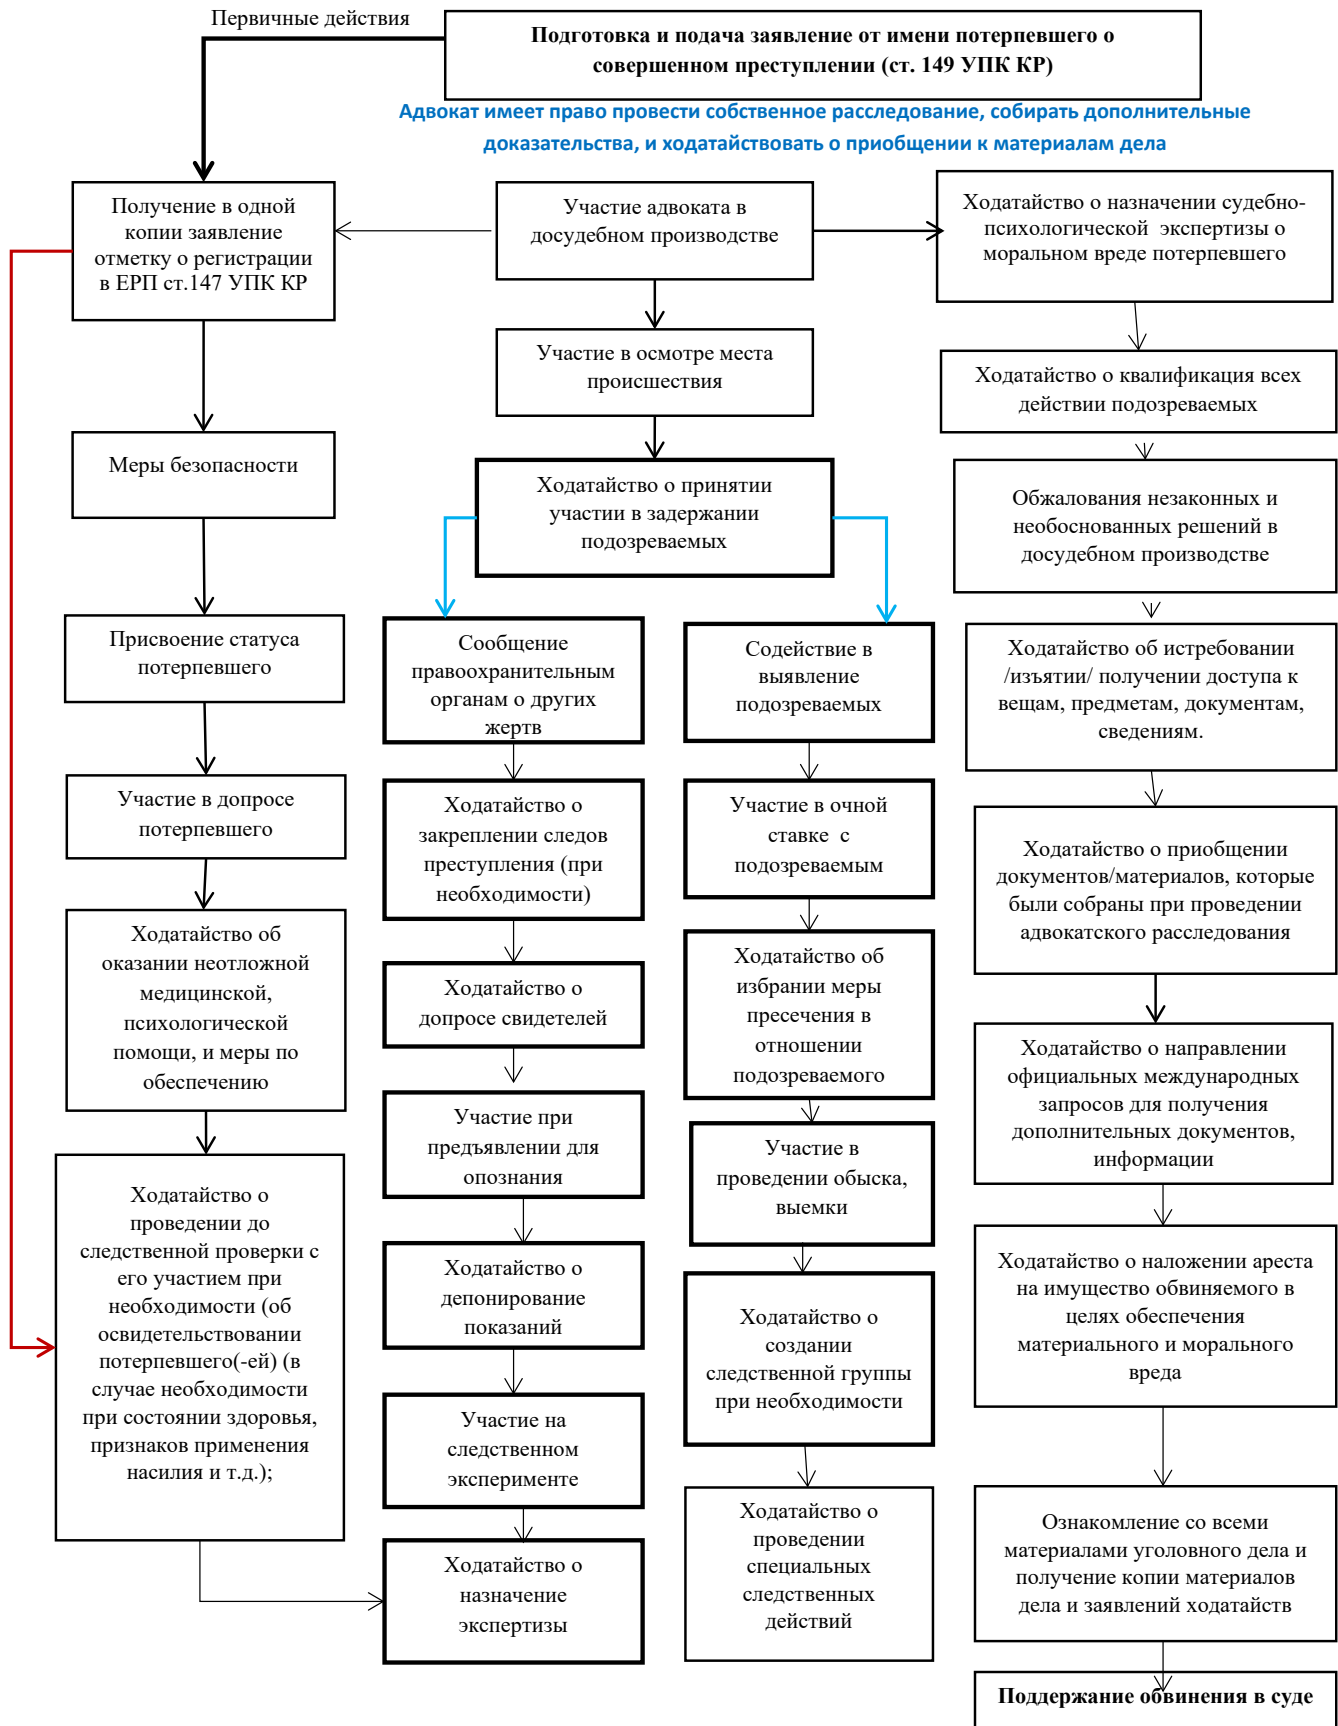 Первичные действия
Подготовка и подача заявление от имени потерпевшего о
совершенном преступлении (ст. 149 УПК КР)
Адвокат имеет право провести собственное расследование, собирать дополнительные
доказательства, и ходатайствовать о приобщении к материалам дела
Получение в одной
копии заявление
отметку о регистрации
в ЕРП ст.147 УПК КР
Меры безопасности
Присвоение статуса
потерпевшего
Участие в допросе
потерпевшего
Ходатайство об
оказании неотложной
медицинской,
психологической
помощи, и меры по
обеспечению
Ходатайство о
проведении до
следственной проверки с
его участием при
необходимости (об
освидетельствовании
потерпевшего(-ей) (в
случае необходимости
при состоянии здоровья,
признаков применения
насилия и т.д.);
Участие адвоката в
досудебном производстве
Участие в осмотре места
происшествия
Ходатайство о принятии
участии в задержании
подозреваемых
Сообщение
правоохранительным
органам о других
жертв
Ходатайство о
закреплении следов
преступления (при
необходимости)
Ходатайство о
допросе свидетелей
Участие при
предъявлении для
опознания
Ходатайство о
депонирование
показаний
Участие на
следственном
эксперименте
Ходатайство о
назначение
экспертизы
Содействие в
выявление
подозреваемых
Участие в очной
ставке с
подозреваемым
Ходатайство об
избрании меры
пресечения в
отношении
подозреваемого
Участие в
проведении обыска,
выемки
Ходатайство о
создании
следственной группы
при необходимости
Ходатайство о
проведении
специальных
следственных
действий
Ходатайство о назначении судебно-
психологической экспертизы о
моральном вреде потерпевшего
Ходатайство о квалификация всех
действии подозреваемых
Обжалования незаконных и
необоснованных решений в
досудебном производстве
Ходатайство об истребовании
/изъятии/ получении доступа к
вещам, предметам, документам,
сведениям.
Ходатайство о приобщении
документов/материалов, которые
были собраны при проведении
адвокатского расследования
Ходатайство о направлении
официальных международных
запросов для получения
дополнительных документов,
информации
Ходатайство о наложении ареста
на имущество обвиняемого в
целях обеспечения
материального и морального
вреда
Ознакомление со всеми
материалами уголовного дела и
получение копии материалов
дела и заявлений ходатайств
Поддержание обвинения в суде